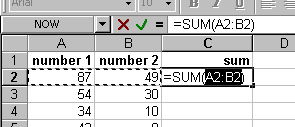 Arial 10 B I U
NOW =SUM(A2:B2)
A B C D
1 number 1 number 2 sum
2 87 49 =SUM(A2:B2)
3 54 30
4 34 10